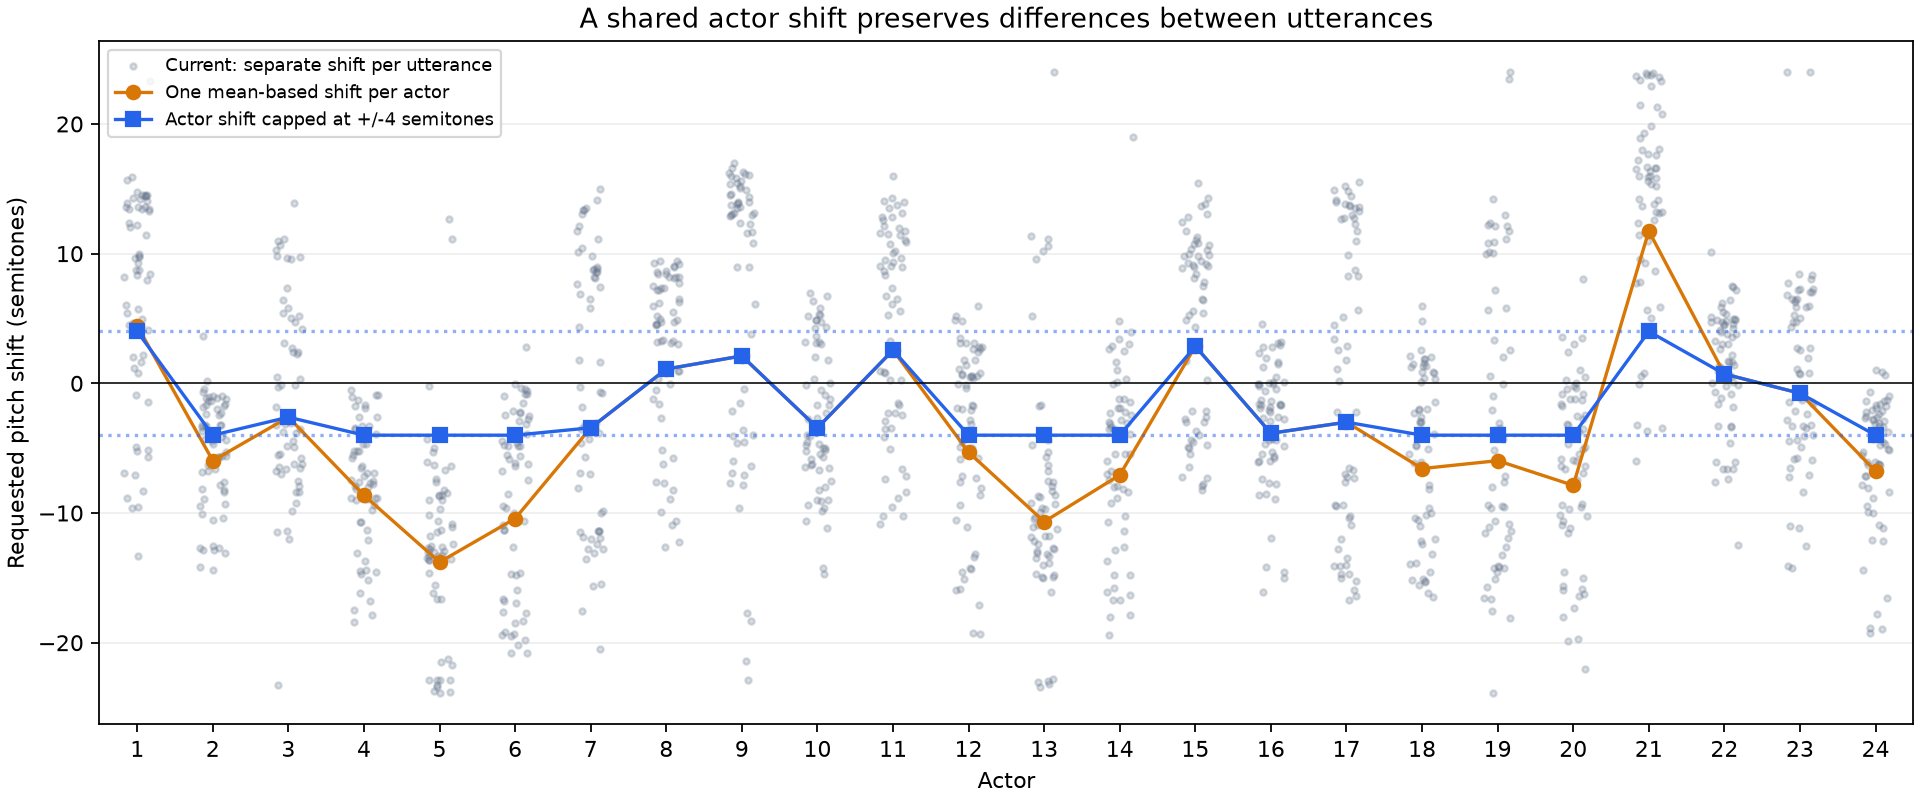 A shared actor shift preserves differences between utterances
Current: separate shift per utterance
One mean-based shift per actor
Actor shift capped at +/-4 semitones
Requested pitch shift (semitones)
20
10
0
−10
−20
1 2 3 4 5 6 7 8 9 10 11 12 13 14 15 16 17 18 19 20 21 22 23 24
Actor